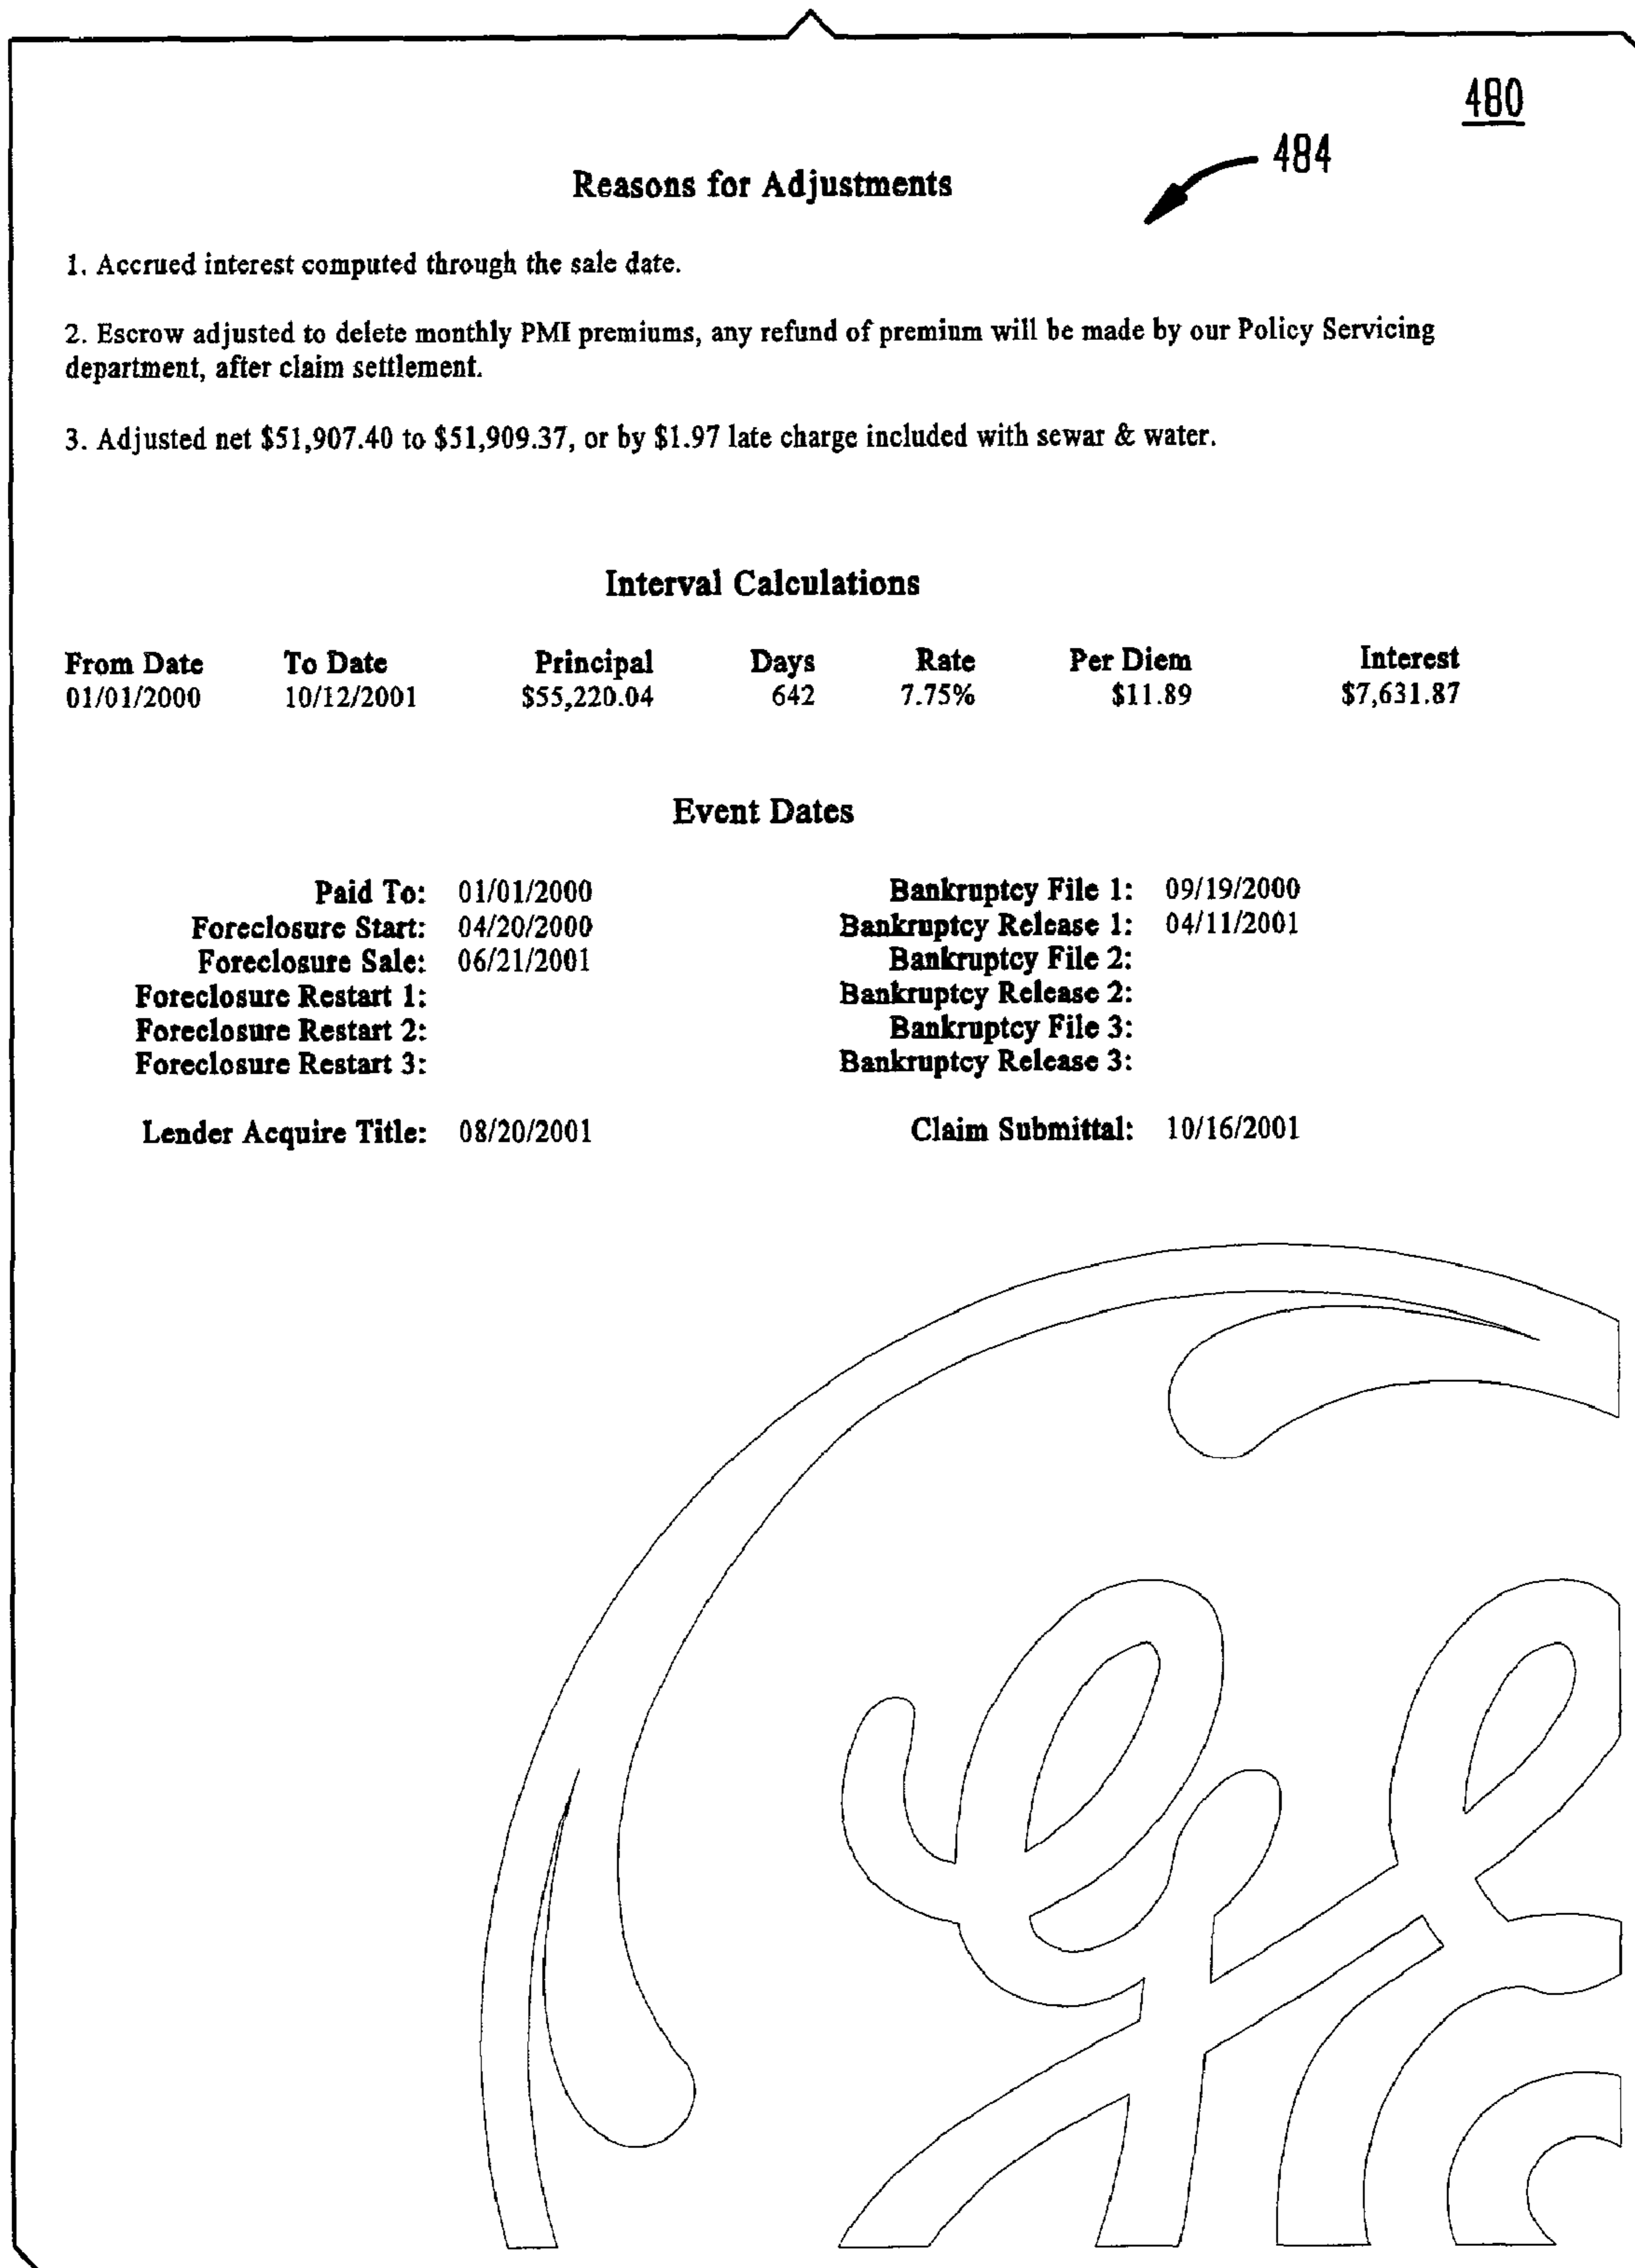 480
484
Reasons for Adjustments
1. Accrued interest computed through the sale date.
2. Escrow adjusted to delete monthly PMI premiums, any refund of premium will be made by our Policy Servicing
department, after claim settlement.
3. Adjusted net $51,907.40 to $51,909.37, or by $1.97 late charge included with sewar & water.
Interval Calculations
From Date To Date Principal Days Rate Per Diem Interest
01/01/2000 10/12/2001 $55,220.04 642 7.75% $11.89 $7,631.87
Event Dates
Paid To: 01/01/2000 Bankruptcy File 1: 09/19/2000
Foreclosure Start: 04/20/2000 Bankruptcy Release 1: 04/11/2001
Foreclosure Sale: 06/21/2001 Bankruptcy File 2:
Foreclosure Restart 1: Bankruptcy Release 2:
Foreclosure Restart 2: Bankruptcy File 3:
Foreclosure Restart 3: Bankruptcy Release 3:
Lender Acquire Title: 08/20/2001 Claim Submittal: 10/16/2001